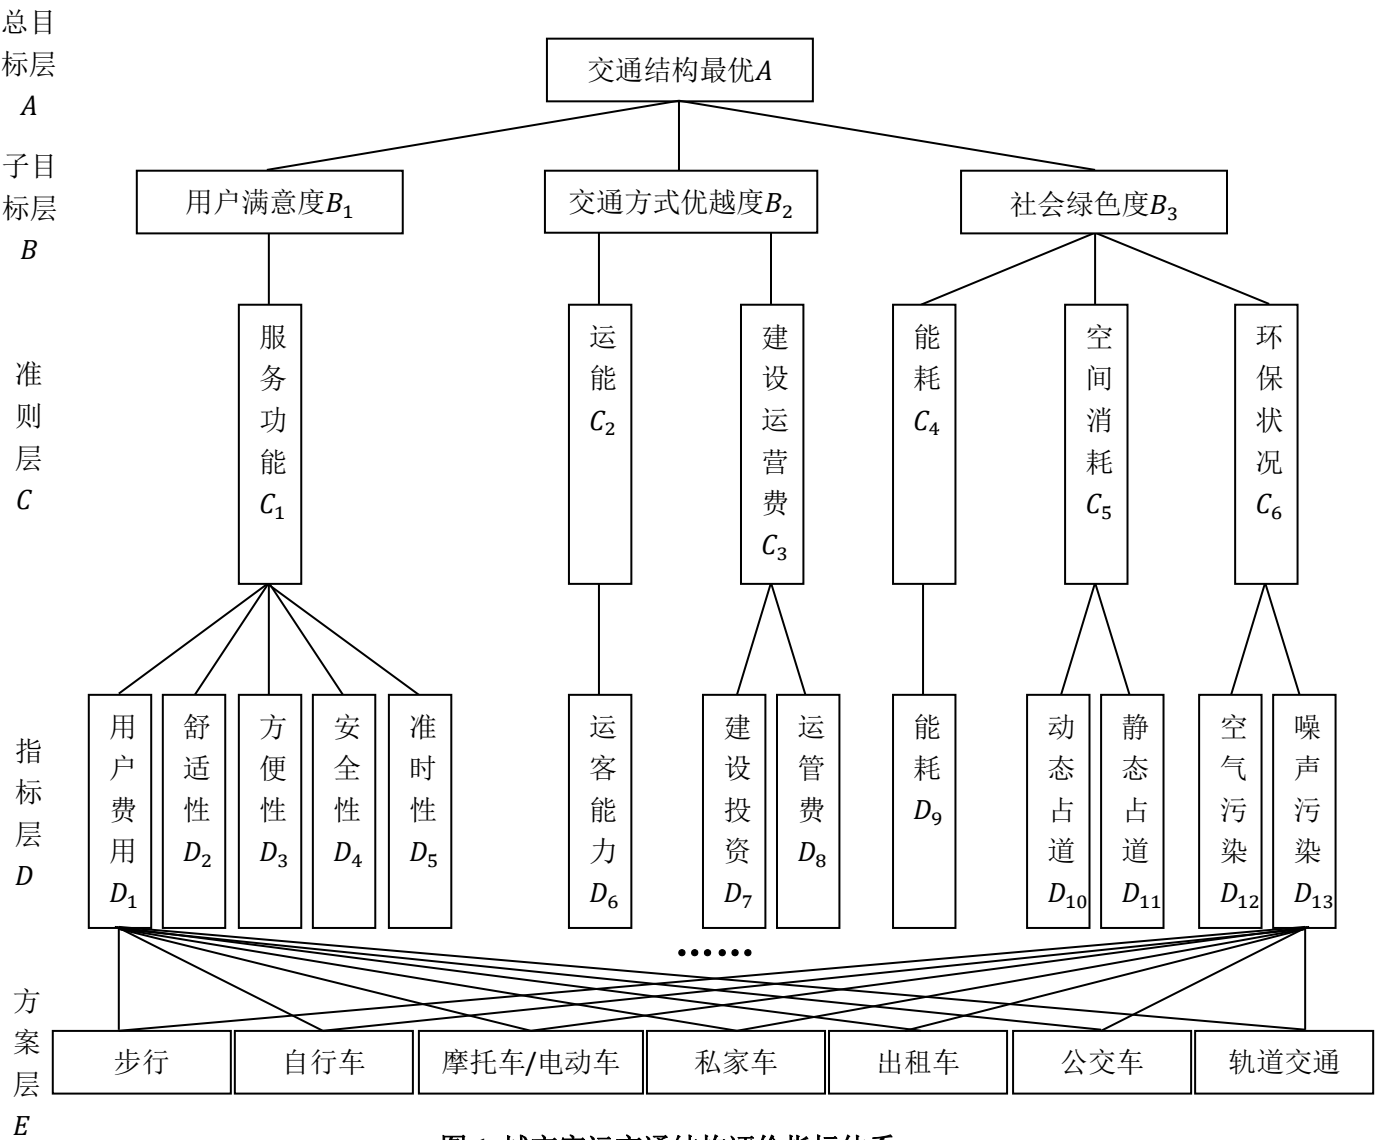 总目标层A
交通结构最优A
子目标层B
用户满意度B₁
交通方式优越度B₂
社会绿色度B₃
准则层C
服务功能C₁
运能C₂
建设运营费C₃
能耗C₄
空间消耗C₅
环保状况C₆
指标层D
用户费用D₁
舒适性D₂
方便性D₃
安全性D₄
准时性D₅
运客能力D₆
建设投资D₇
运管费D₈
能耗D₉
动态占道D₁₀
静态占道D₁₁
空气污染D₁₂
噪声污染D₁₃
……
方案层E
步行
自行车
摩托车/电动车
私家车
出租车
公交车
轨道交通